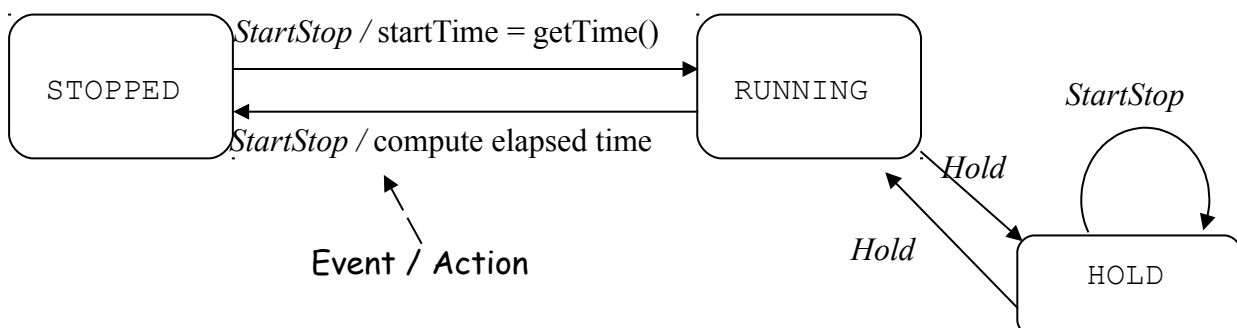 StartStop / startTime = getTime()
STOPPED
RUNNING
StartStop
StartStop / compute elapsed time
Hold
Hold
Event / Action
HOLD